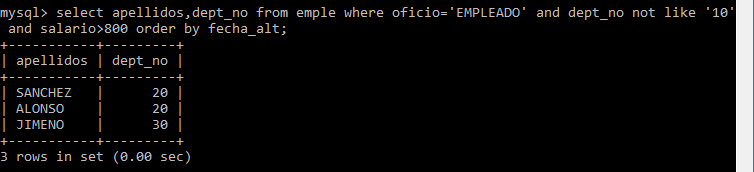 mysql> select apellidos,dept_no from emple where oficio='EMPLEADO' and dept_no not like '10'
 and salario>800 order by fecha_alt;
+-----------+---------+
| apellidos | dept_no |
+-----------+---------+
| SANCHEZ   |      20 |
| ALONSO    |      20 |
| JIMENO    |      30 |
+-----------+---------+
3 rows in set (0.00 sec)